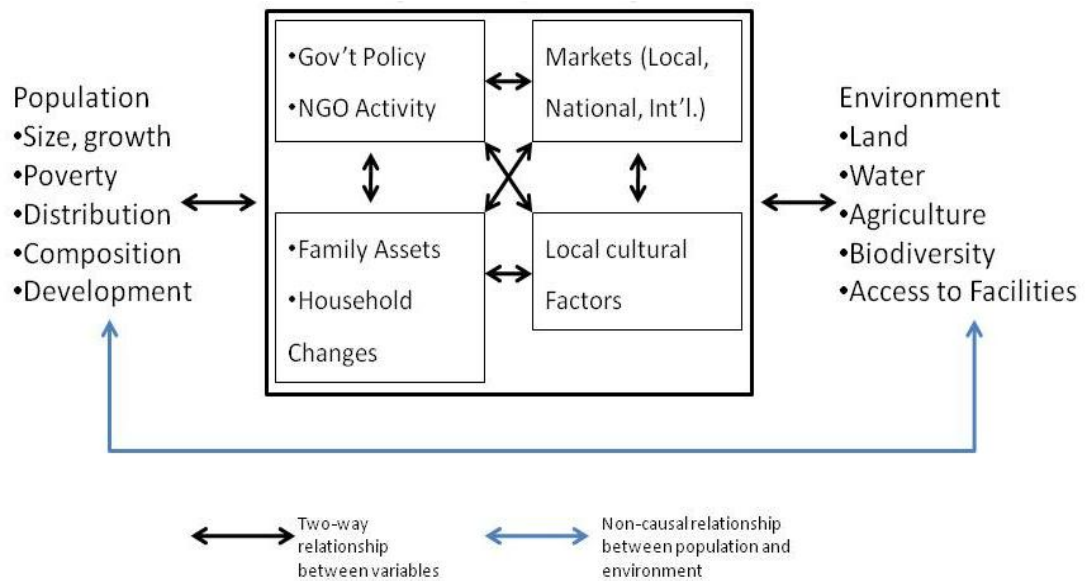 Population
•Size, growth
•Poverty
•Distribution
•Composition
•Development
•Gov’t Policy
•NGO Activity
Markets (Local,
National, Int’l.)
•Family Assets
•Household
Changes
Local cultural
Factors
Environment
•Land
•Water
•Agriculture
•Biodiversity
•Access to Facilities
Two-way
relationship
between variables
Non-causal relationship
between population and
environment